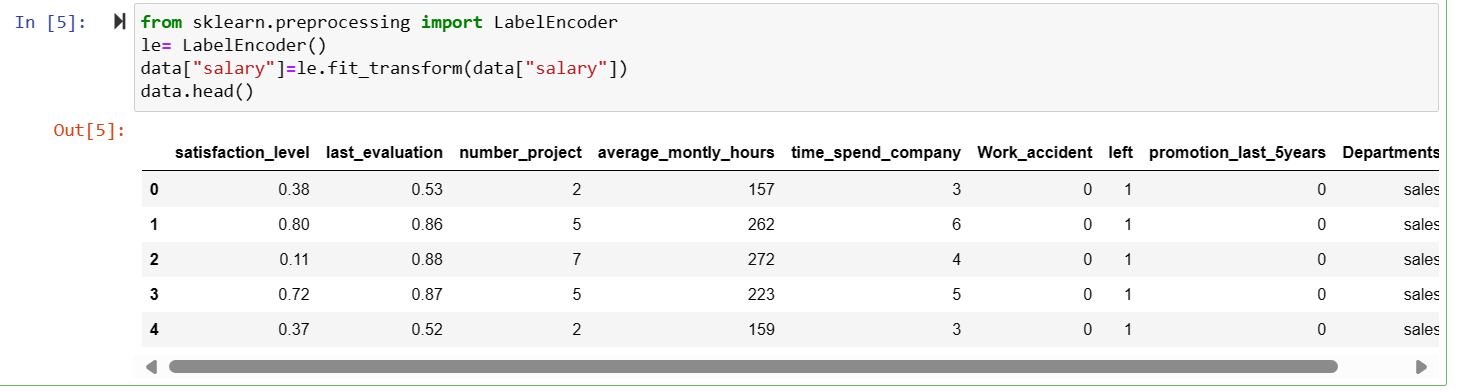 In [5]:
from sklearn.preprocessing import LabelEncoder
le= LabelEncoder()
data["salary"]=le.fit_transform(data["salary"])
data.head()
Out[5]:
satisfaction_level last_evaluation number_project average_montly_hours time_spend_company Work_accident left promotion_last_5years Departments
0 0.38 0.53 2 157 3 0 1 0 sales
1 0.80 0.86 5 262 6 0 1 0 sales
2 0.11 0.88 7 272 4 0 1 0 sales
3 0.72 0.87 5 223 5 0 1 0 sales
4 0.37 0.52 2 159 3 0 1 0 sales